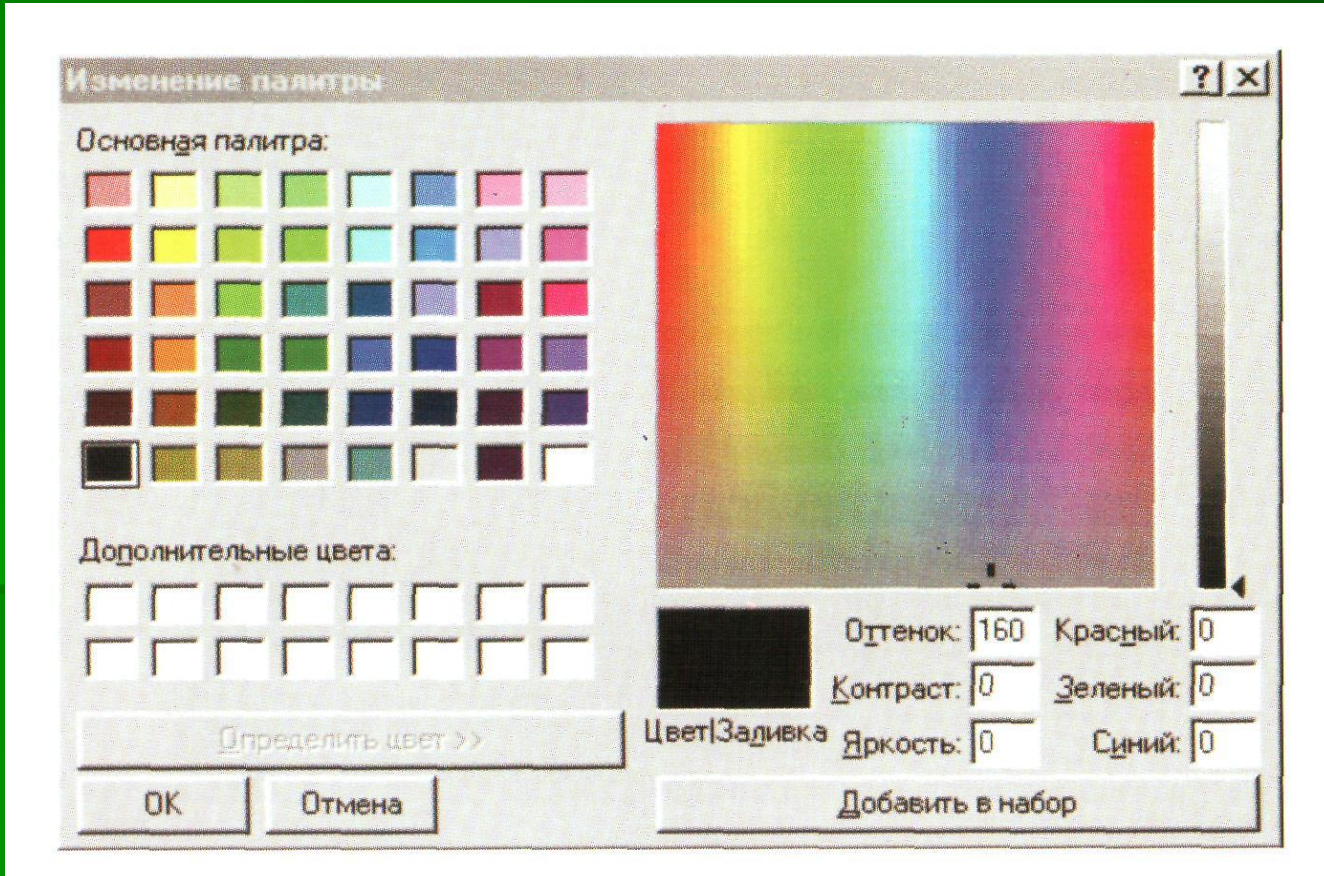 Изменение палитры
Основная палитра:
Дополнительные цвета:
Определить цвет >>
OK Отмена
Цвет|Заливка
Оттенок: 160 Красный: 0
Контраст: 0 Зеленый: 0
Яркость: 0 Синий: 0
Добавить в набор